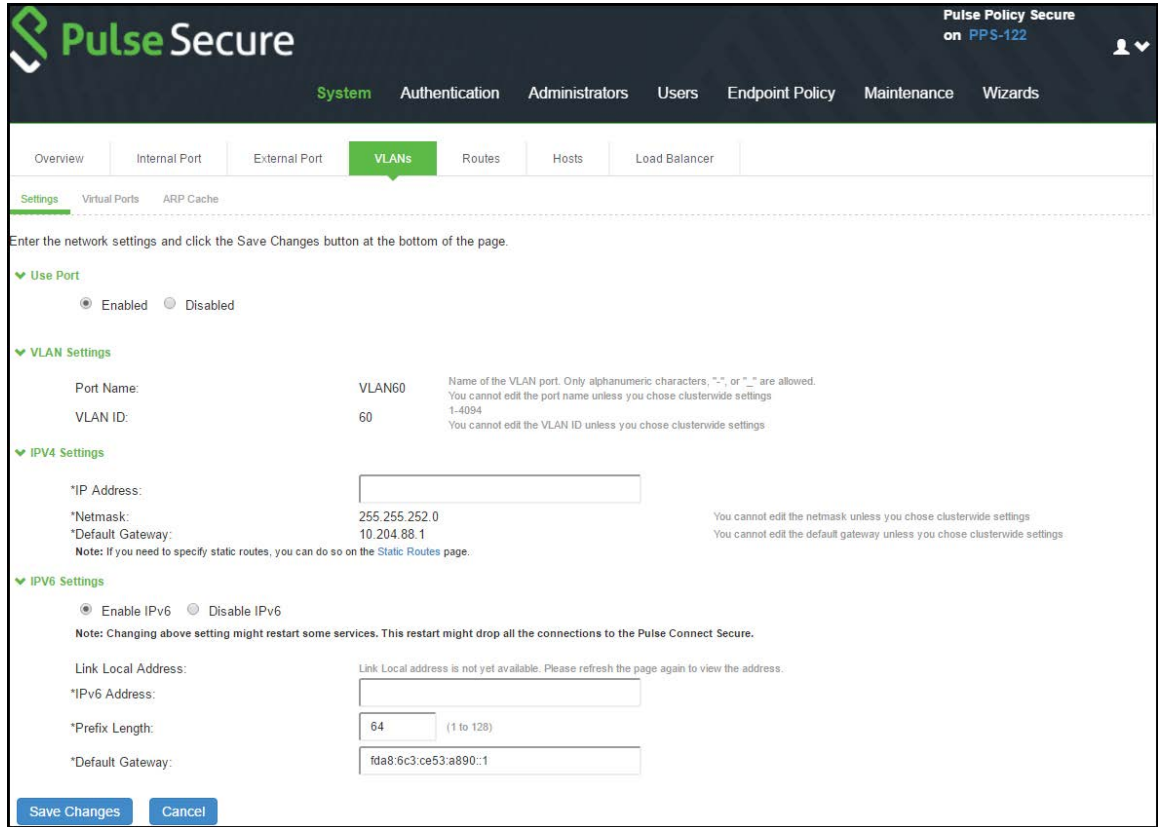 Pulse Secure
Pulse Policy Secure
on PPS-122
System Authentication Administrators Users Endpoint Policy Maintenance Wizards
Overview Internal Port External Port VLANs Routes Hosts Load Balancer
Settings Virtual Ports ARP Cache
Enter the network settings and click the Save Changes button at the bottom of the page.
Use Port
Enabled Disabled
VLAN Settings
Port Name: VLAN60 Name of the VLAN port. Only alphanumeric characters, "-", or "_" are allowed.
You cannot edit the port name unless you chose clusterwide settings
VLAN ID: 60 1-4094
You cannot edit the VLAN ID unless you chose clusterwide settings
IPV4 Settings
*IP Address:
*Netmask: 255.255.252.0 You cannot edit the netmask unless you chose clusterwide settings
*Default Gateway: 10.204.88.1 You cannot edit the default gateway unless you chose clusterwide settings
Note: If you need to specify static routes, you can do so on the Static Routes page.
IPV6 Settings
Enable IPv6 Disable IPv6
Note: Changing above setting might restart some services. This restart might drop all the connections to the Pulse Connect Secure.
Link Local Address: Link Local address is not yet available. Please refresh the page again to view the address.
*IPv6 Address:
*Prefix Length: 64 (1 to 128)
*Default Gateway: fda8:6c3:ce53:a890::1
Save Changes Cancel